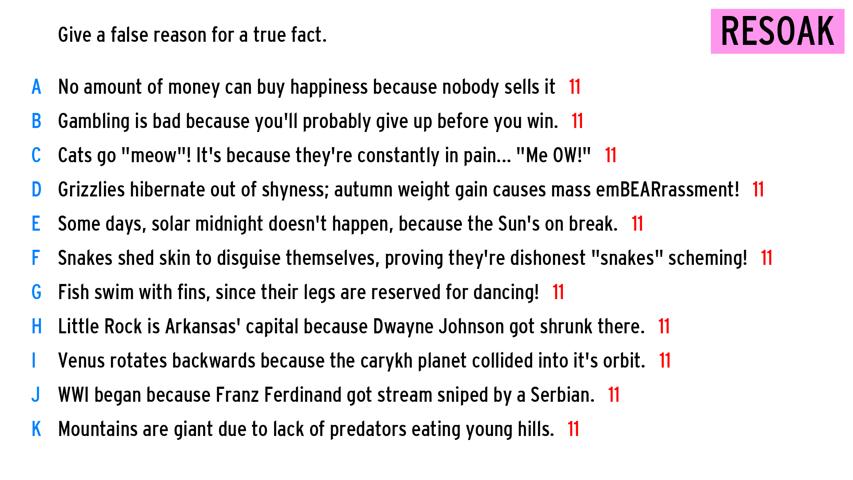 Give a false reason for a true fact.
RESOAK
A No amount of money can buy happiness because nobody sells it 11
B Gambling is bad because you'll probably give up before you win. 11
C Cats go "meow"! It's because they're constantly in pain... "Me OW!" 11
D Grizzlies hibernate out of shyness; autumn weight gain causes mass emBEARrassment! 11
E Some days, solar midnight doesn't happen, because the Sun's on break. 11
F Snakes shed skin to disguise themselves, proving they're dishonest "snakes" scheming! 11
G Fish swim with fins, since their legs are reserved for dancing! 11
H Little Rock is Arkansas' capital because Dwayne Johnson got shrunk there. 11
I Venus rotates backwards because the carykh planet collided into it's orbit. 11
J WWI began because Franz Ferdinand got stream sniped by a Serbian. 11
K Mountains are giant due to lack of predators eating young hills. 11